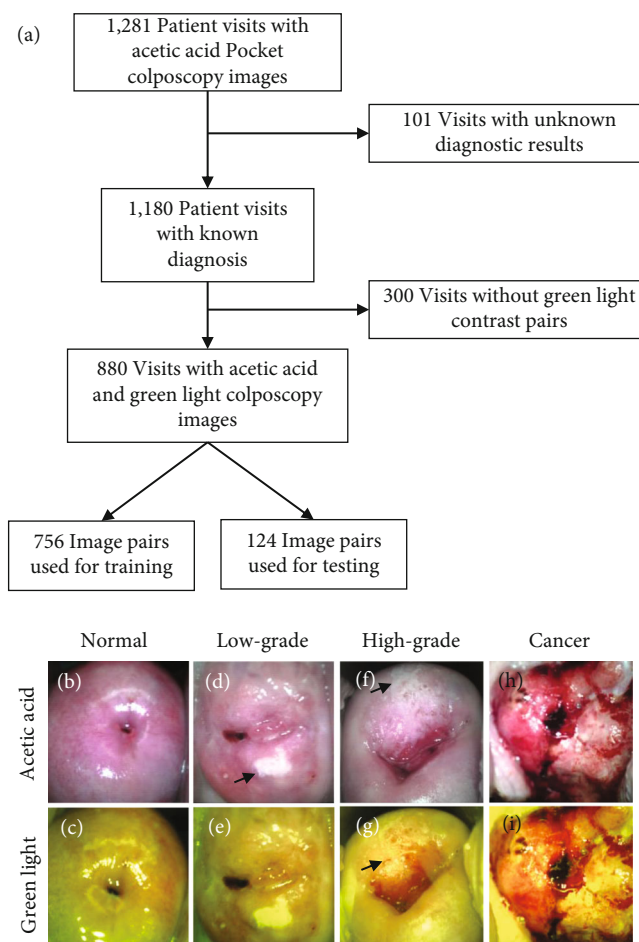 (a)
1,281 Patient visits with
acetic acid Pocket
colposcopy images
101 Visits with unknown
diagnostic results
1,180 Patient visits
with known
diagnosis
300 Visits without green light
contrast pairs
880 Visits with acetic acid
and green light colposcopy
images
756 Image pairs
used for training
124 Image pairs
used for testing
Normal
Low-grade
High-grade
Cancer
Acetic acid
(b)
(d)
(f)
(h)
Green light
(c)
(e)
(g)
(i)